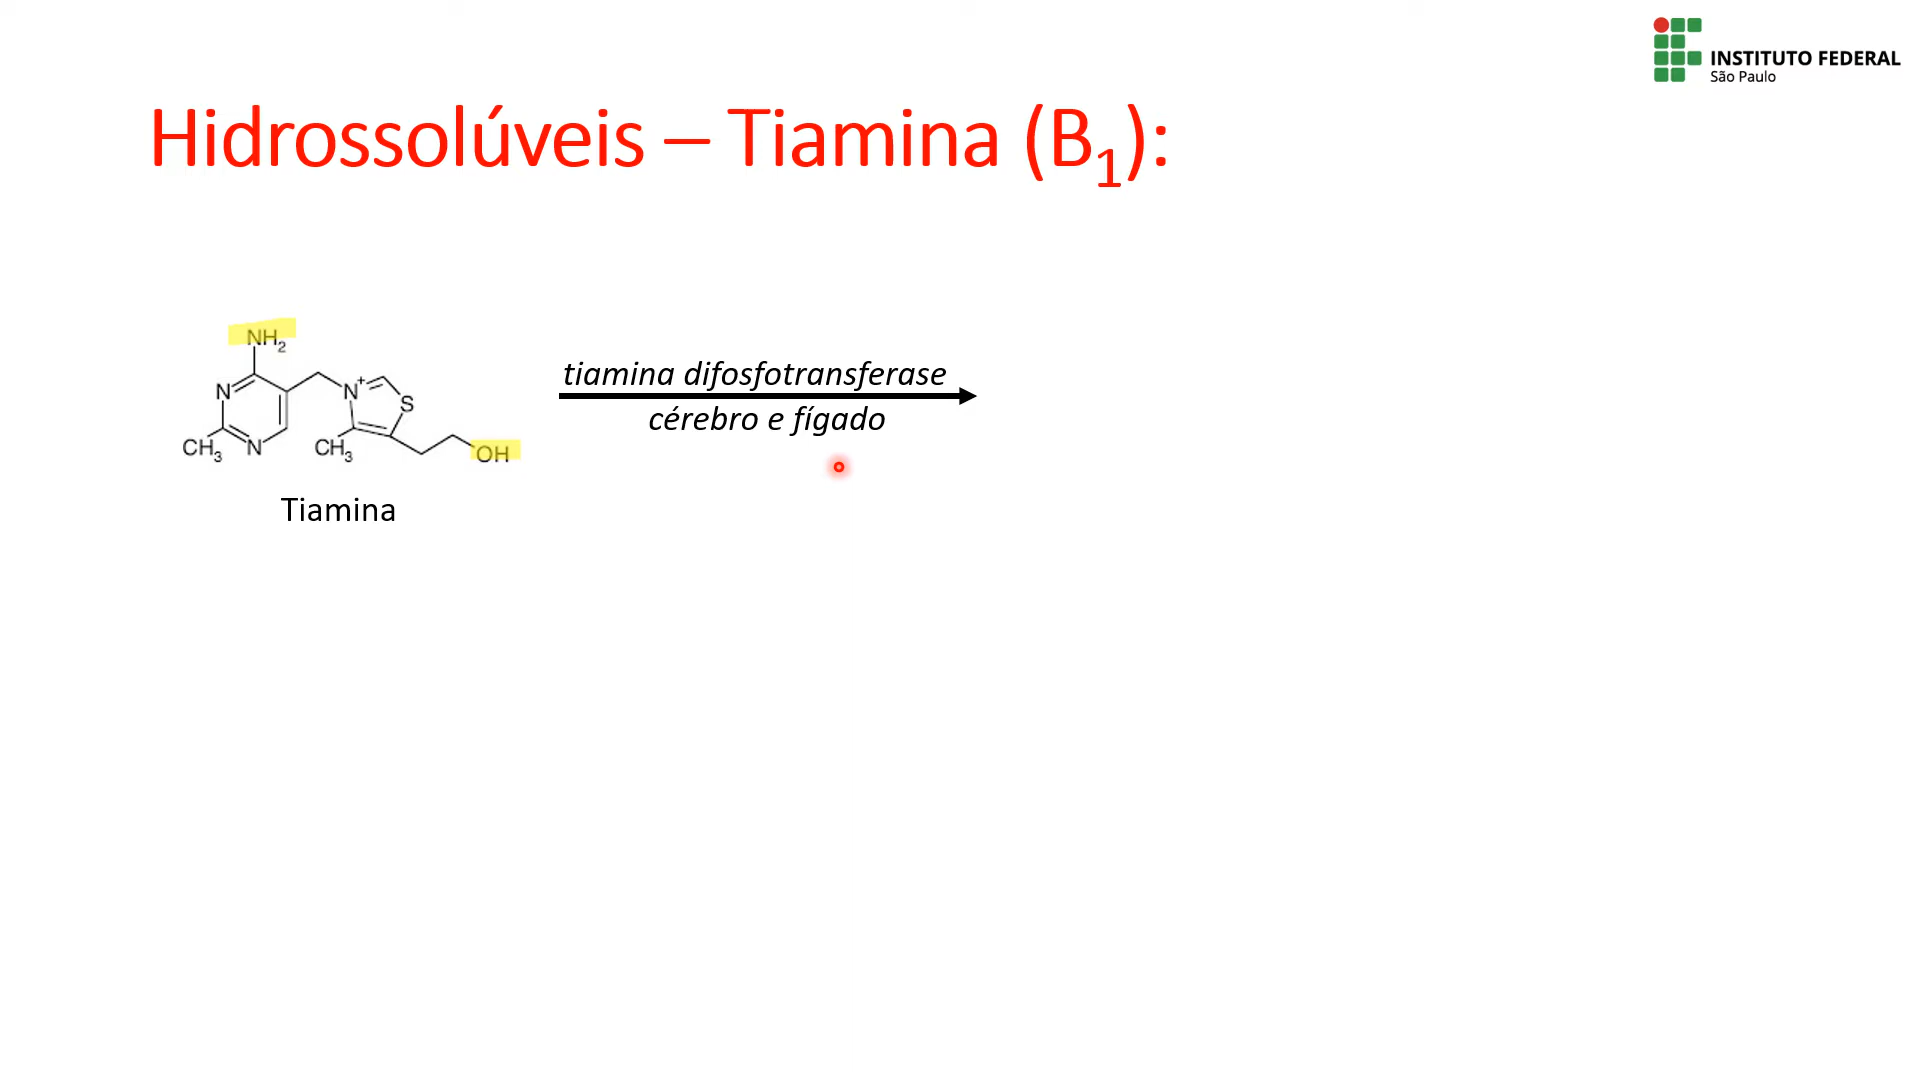 INSTITUTO FEDERAL
São Paulo
Hidrossolúveis – Tiamina (B1):
NH2
N
N+
S
CH3
N
CH3
OH
tiamina difosfotransferase
cérebro e fígado
Tiamina